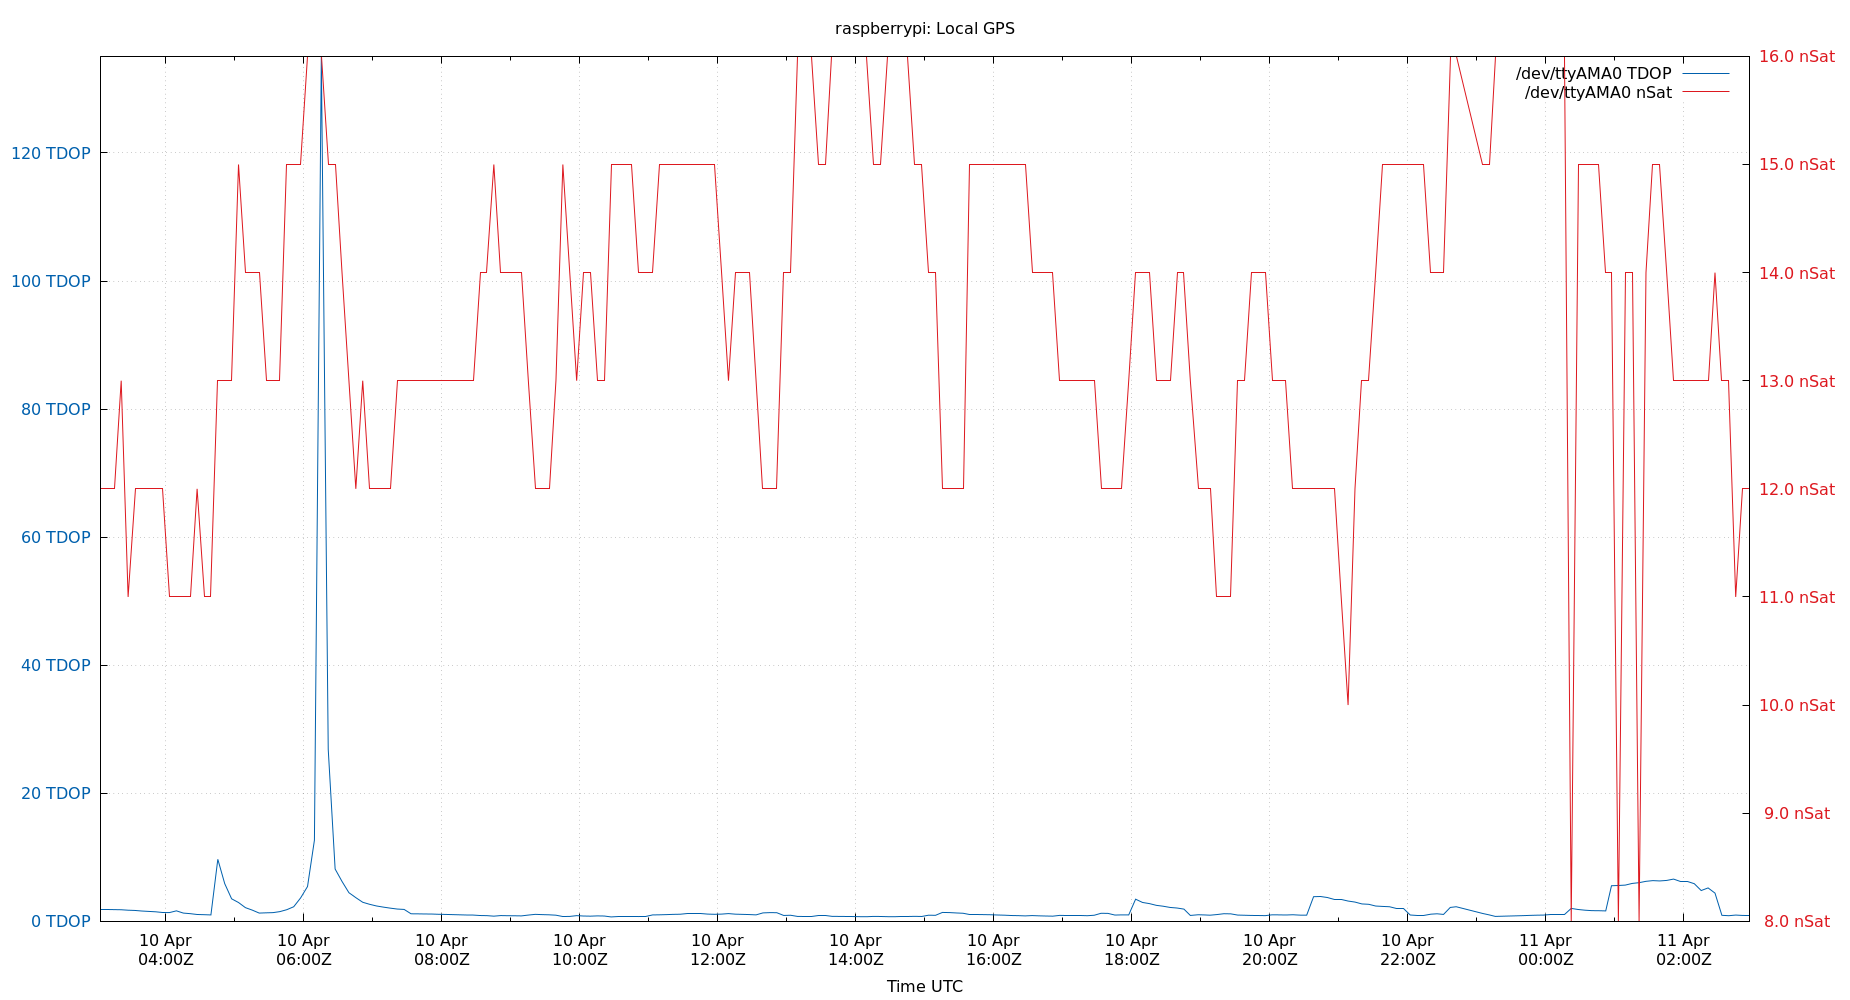 raspberrypi: Local GPS
/dev/ttyAMA0 TDOP
/dev/ttyAMA0 nSat
120 TDOP
100 TDOP
80 TDOP
60 TDOP
40 TDOP
20 TDOP
0 TDOP
16.0 nSat
15.0 nSat
14.0 nSat
13.0 nSat
12.0 nSat
11.0 nSat
10.0 nSat
9.0 nSat
8.0 nSat
10 Apr
04:00Z
10 Apr
06:00Z
10 Apr
08:00Z
10 Apr
10:00Z
10 Apr
12:00Z
10 Apr
14:00Z
10 Apr
16:00Z
10 Apr
18:00Z
10 Apr
20:00Z
10 Apr
22:00Z
11 Apr
00:00Z
11 Apr
02:00Z
Time UTC